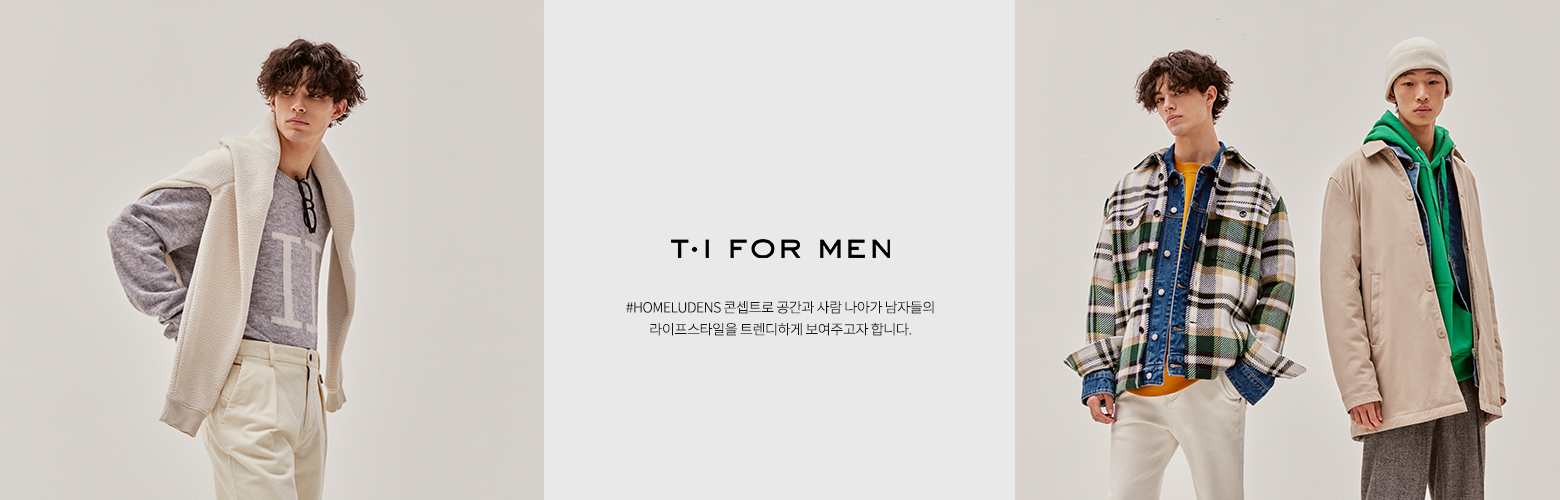 T·I FOR MEN
#HOMELUDENS 콘셉트로 공간과 사람 나아가 남자들의
라이프스타일을 트렌디하게 보여주고자 합니다.